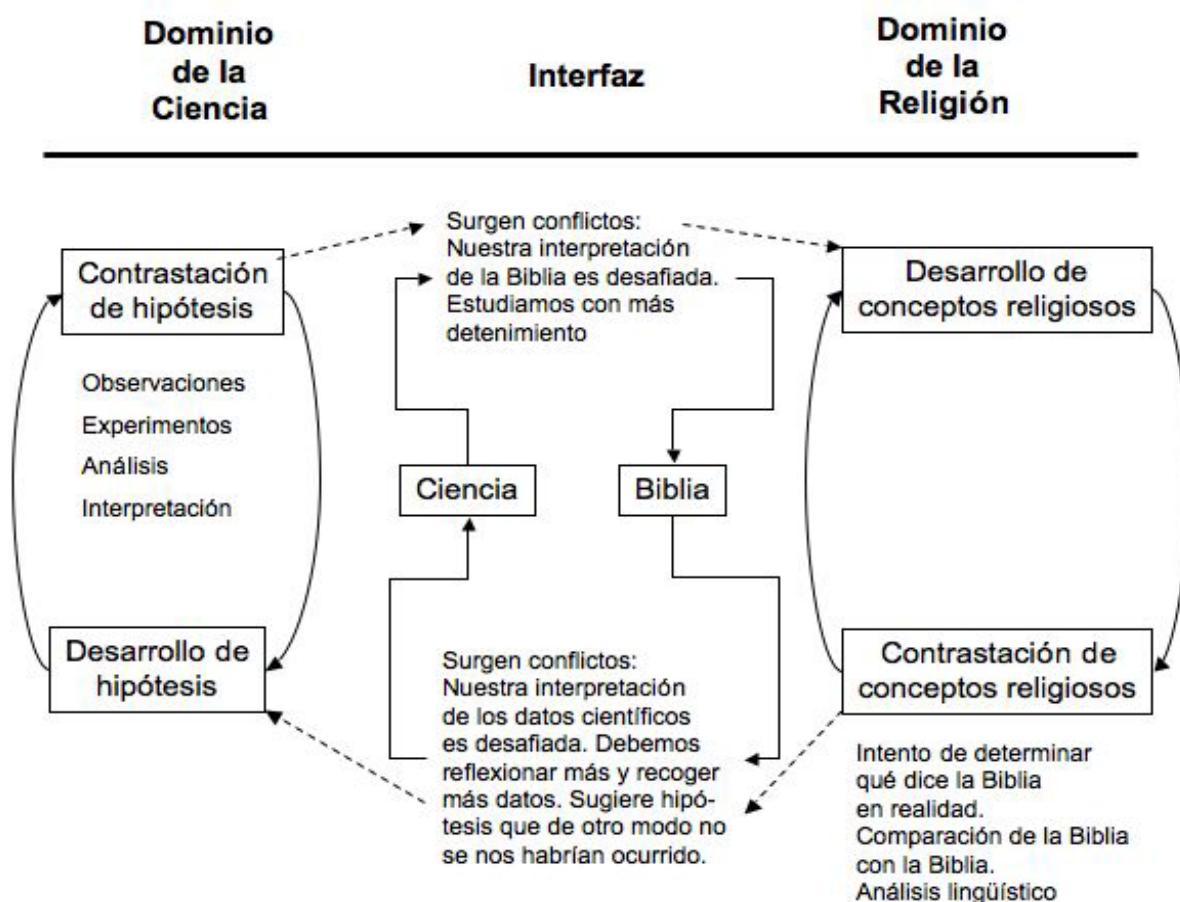 Dominio
de la
Ciencia
Interfaz
Dominio
de la
Religión
Surgen conflictos:
Nuestra interpretación
de la Biblia es desafiada.
Estudiamos con más
detenimiento
Contrastación
de hipótesis
Desarrollo de
conceptos religiosos
Observaciones
Experimentos
Análisis
Interpretación
Ciencia
Biblia
Desarrollo de
hipótesis
Surgen conflictos:
Nuestra interpretación
de los datos científicos
es desafiada. Debemos
reflexionar más y recoger
más datos. Sugiere hipó-
tesis que de otro modo no
se nos habrían ocurrido.
Contrastación de
conceptos religiosos
Intento de determinar
qué dice la Biblia
en realidad.
Comparación de la Biblia
con la Biblia.
Análisis lingüístico